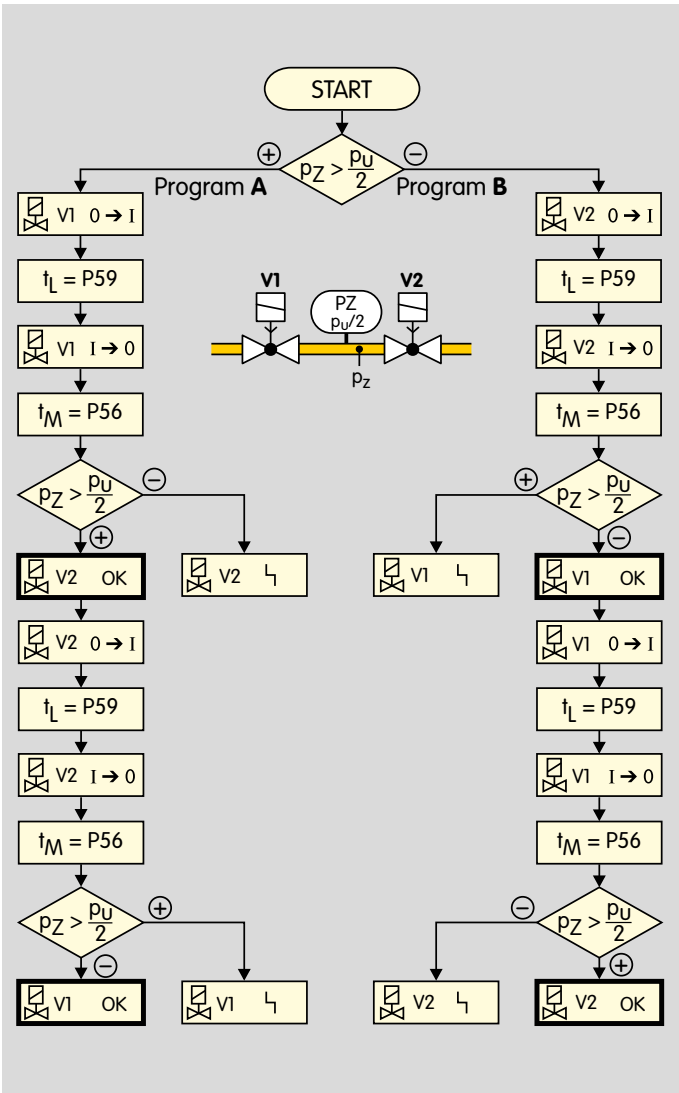 START
pZ > pU/2
+ −
Program A Program B
V1 0 → I
tL = P59
V1 I → 0
tM = P56
pZ > pU/2
−
+
V2 OK
V2
V2 0 → I
tL = P59
V2 I → 0
tM = P56
pZ > pU/2
+
−
V1 OK
V1
V1 V2
PZ
pU/2
pZ
V2 0 → I
tL = P59
V2 I → 0
tM = P56
pZ > pU/2
+
−
V1
V1 OK
V1 0 → I
tL = P59
V1 I → 0
tM = P56
pZ > pU/2
−
+
V2
V2 OK